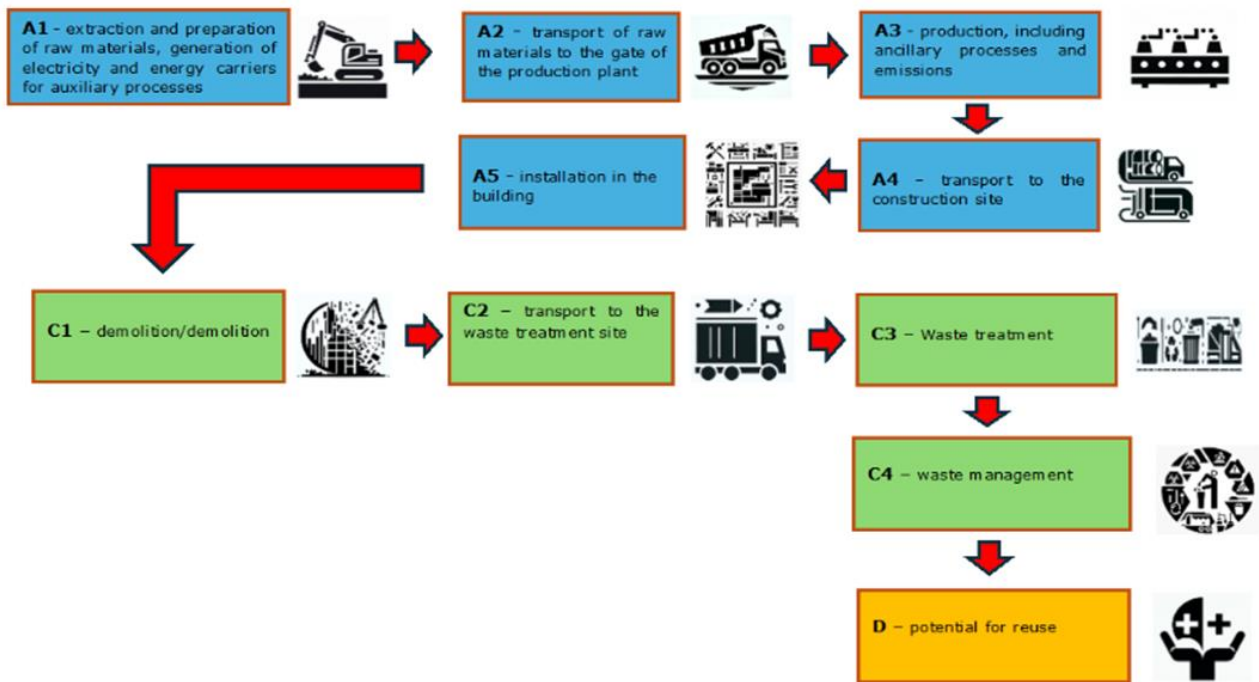 A1 - extraction and preparation
of raw materials, generation of
electricity and energy carriers
for auxiliary processes
A2 - transport of raw
materials to the gate of
the production plant
A3 - production, including
ancillary processes and
emissions
A5 - installation in the
building
A4 - transport to the
construction site
C1 – demolition/demolition
C2 – transport to the
waste treatment site
C3 – Waste treatment
C4 – waste management
D – potential for reuse